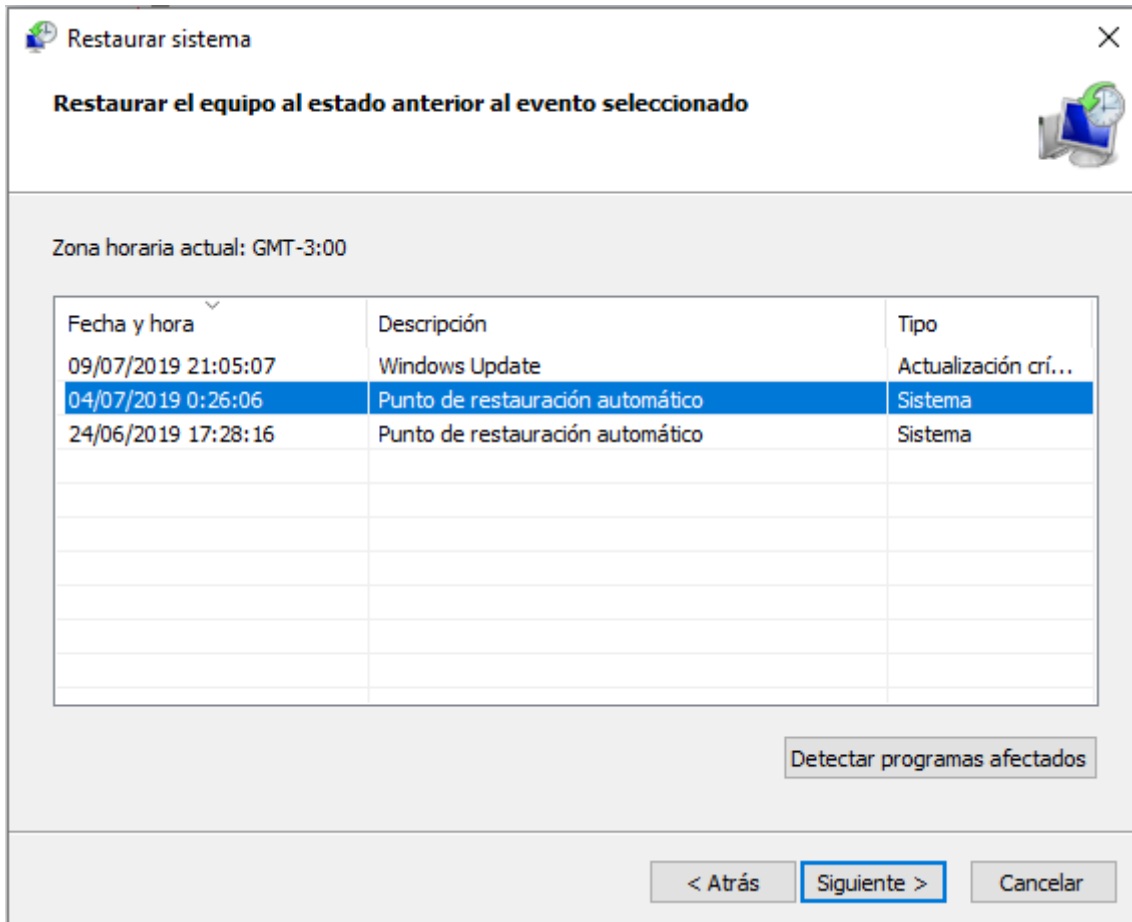 Restaurar sistema
Restaurar el equipo al estado anterior al evento seleccionado
Zona horaria actual: GMT-3:00
Fecha y hora Descripción Tipo
09/07/2019 21:05:07 Windows Update Actualización crí...
04/07/2019 0:26:06 Punto de restauración automático Sistema
24/06/2019 17:28:16 Punto de restauración automático Sistema
Detectar programas afectados
< Atrás Siguiente > Cancelar